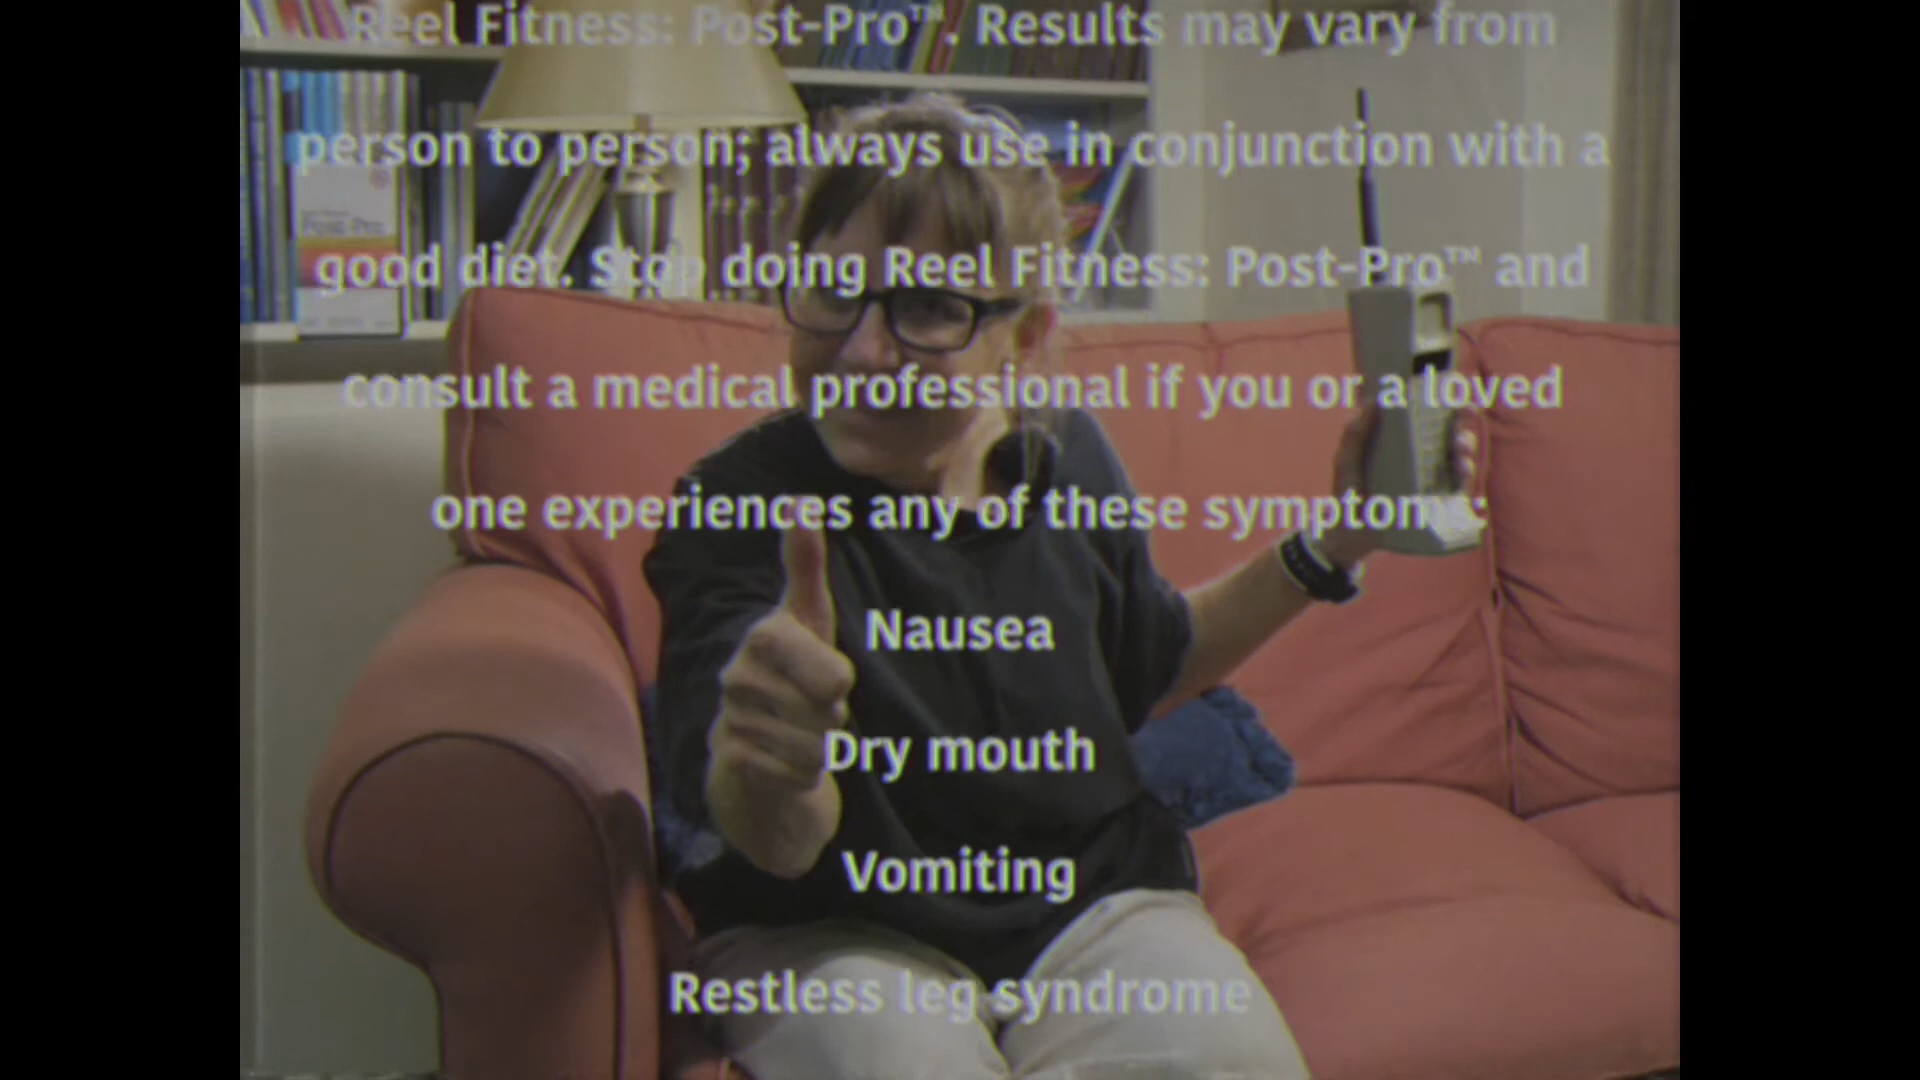 Reel Fitness: Post-Pro™. Results may vary from
person to person; always use in conjunction with a
good diet. Stop doing Reel Fitness: Post-Pro™ and
consult a medical professional if you or a loved
one experiences any of these symptoms:
Nausea
Dry mouth
Vomiting
Restless leg syndrome
Post-Pro